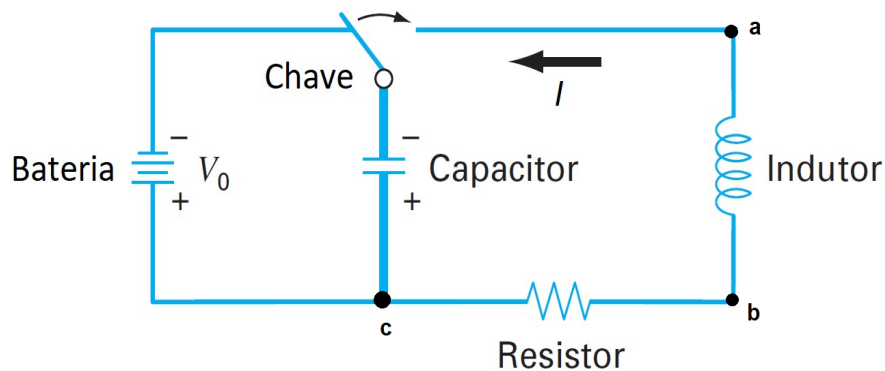 a
Chave
I
−
−
Bateria
V₀
Capacitor
Indutor
+
+
c
b
Resistor